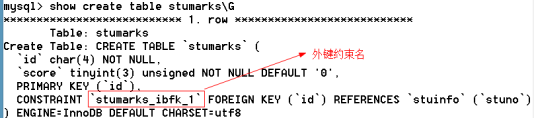 mysql> show create table stumarks\G
*************************** 1. row ***************************
Table: stumarks
Create Table: CREATE TABLE `stumarks` (
`id` char(4) NOT NULL,
`score` tinyint(3) unsigned NOT NULL DEFAULT '0',
外键约束名
PRIMARY KEY (`id`),
CONSTRAINT `stumarks_ibfk_1` FOREIGN KEY (`id`) REFERENCES `stuinfo` (`stuno`)
) ENGINE=InnoDB DEFAULT CHARSET=utf8